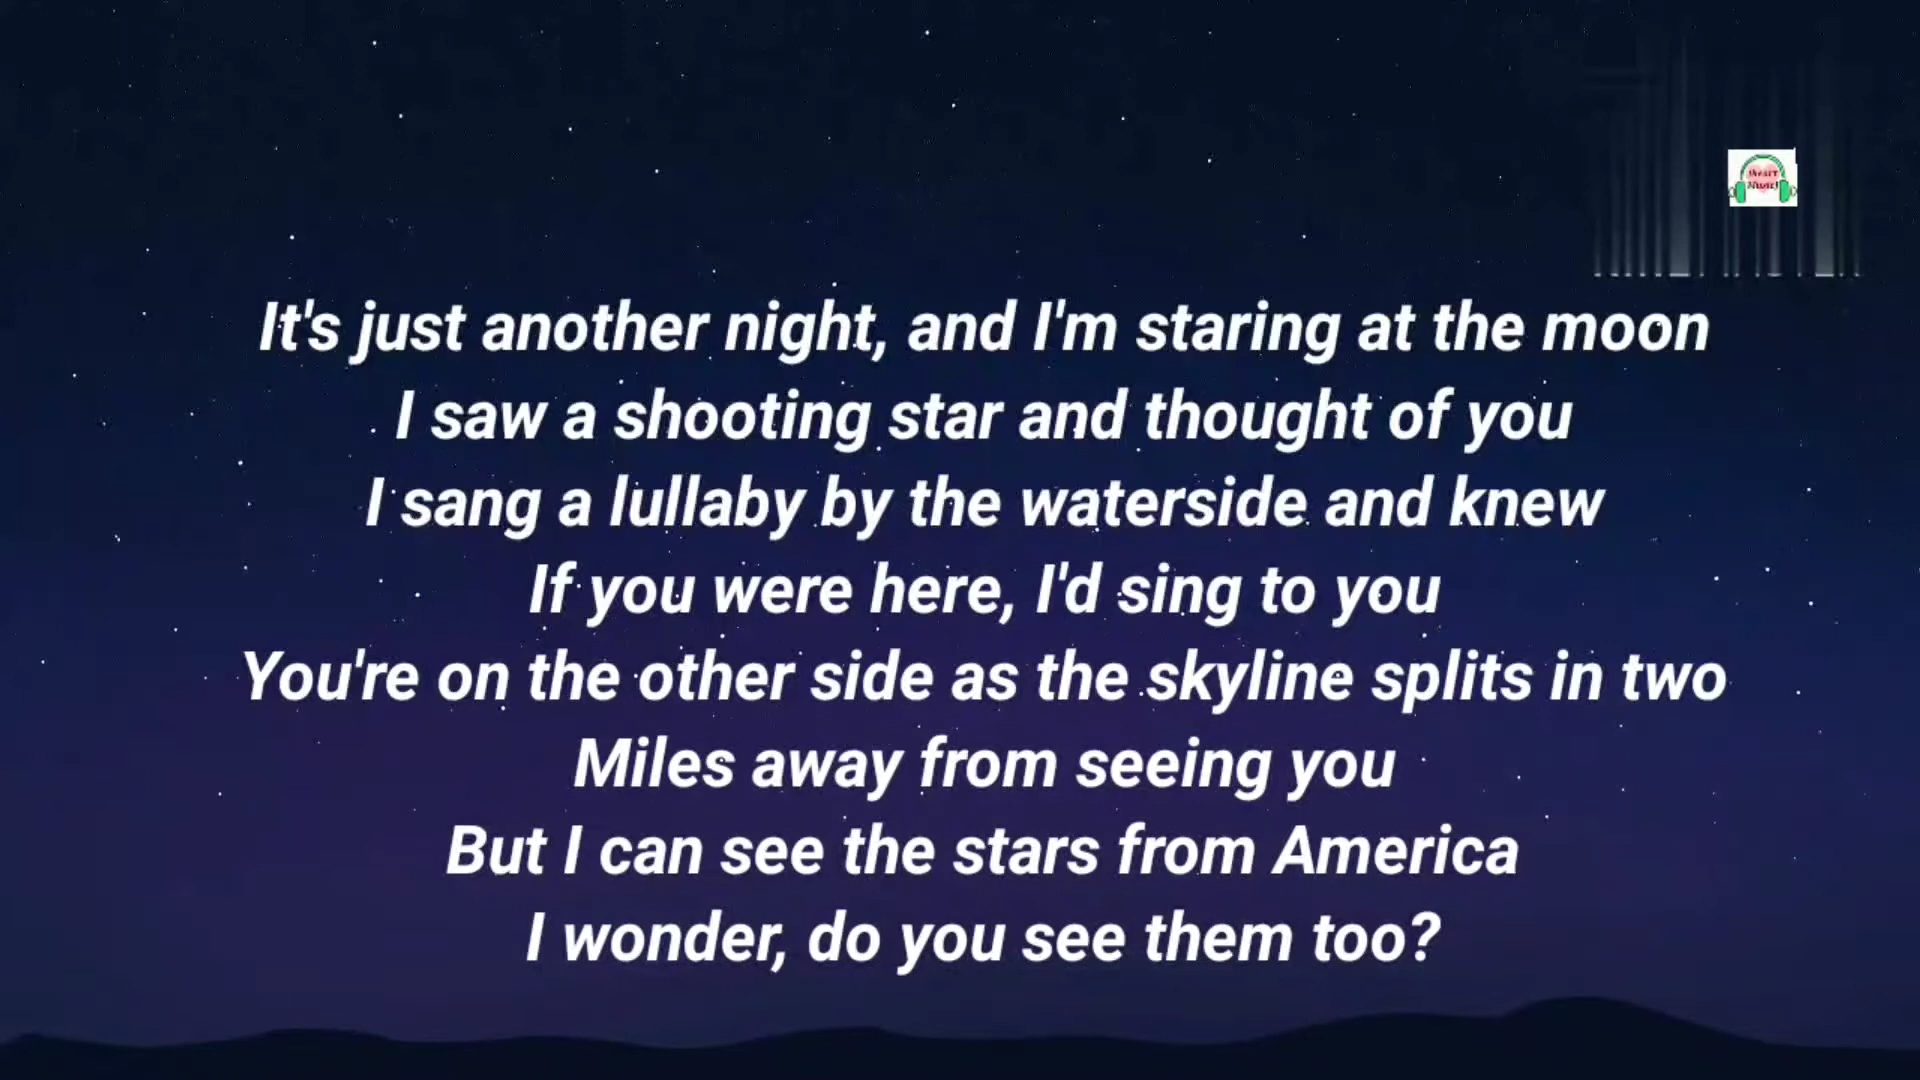 iheart
Music!
It's just another night, and I'm staring at the moon
I saw a shooting star and thought of you
I sang a lullaby by the waterside and knew
If you were here, I'd sing to you
You're on the other side as the skyline splits in two
Miles away from seeing you
But I can see the stars from America
I wonder, do you see them too?